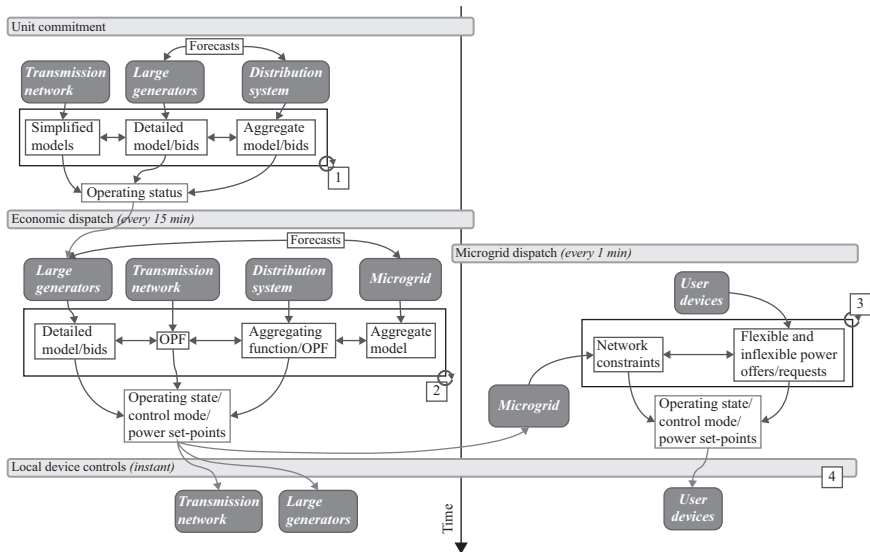 Unit commitment
Forecasts
Transmission
network
Large
generators
Distribution
system
Simplified
models
Detailed
model/bids
Aggregate
model/bids
1
Operating status
Economic dispatch (every 15 min)
Forecasts
Large
generators
Transmission
network
Distribution
system
Microgrid
Detailed
model/bids
OPF
Aggregating
function/OPF
Aggregate
model
2
Operating state/
control mode/
power set-points
Microgrid dispatch (every 1 min)
User
devices
3
Network
constraints
Flexible and
inflexible power
offers/requests
Microgrid
Operating state/
control mode/
power set-points
Local device controls (instant)
4
Transmission
network
Large
generators
User
devices
Time